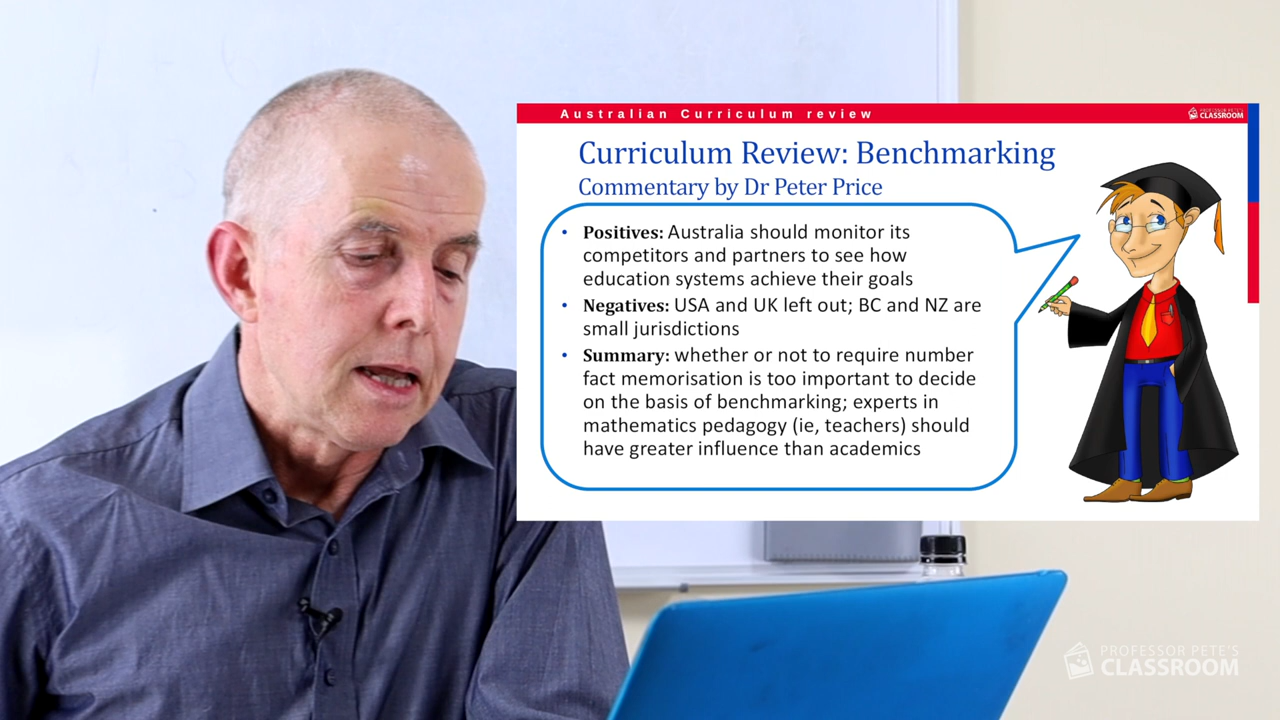 Australian Curriculum review
PROFESSOR PETE'S
CLASSROOM
Curriculum Review: Benchmarking
Commentary by Dr Peter Price
• Positives: Australia should monitor its
competitors and partners to see how
education systems achieve their goals
• Negatives: USA and UK left out; BC and NZ are
small jurisdictions
• Summary: whether or not to require number
fact memorisation is too important to decide
on the basis of benchmarking; experts in
mathematics pedagogy (ie, teachers) should
have greater influence than academics
PROFESSOR PETE'S
CLASSROOM